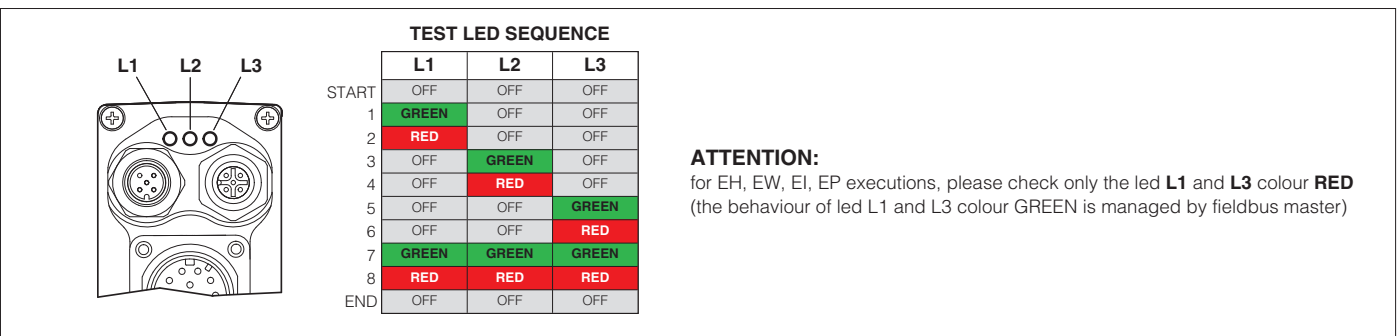 TEST LED SEQUENCE
L1 L2 L3
L1 L2 L3
START OFF OFF OFF
1 GREEN OFF OFF
2 RED OFF OFF
3 OFF GREEN OFF
4 OFF RED OFF
5 OFF OFF GREEN
6 OFF OFF RED
7 GREEN GREEN GREEN
8 RED RED RED
END OFF OFF OFF
ATTENTION:
for EH, EW, EI, EP executions, please check only the led L1 and L3 colour RED
(the behaviour of led L1 and L3 colour GREEN is managed by fieldbus master)